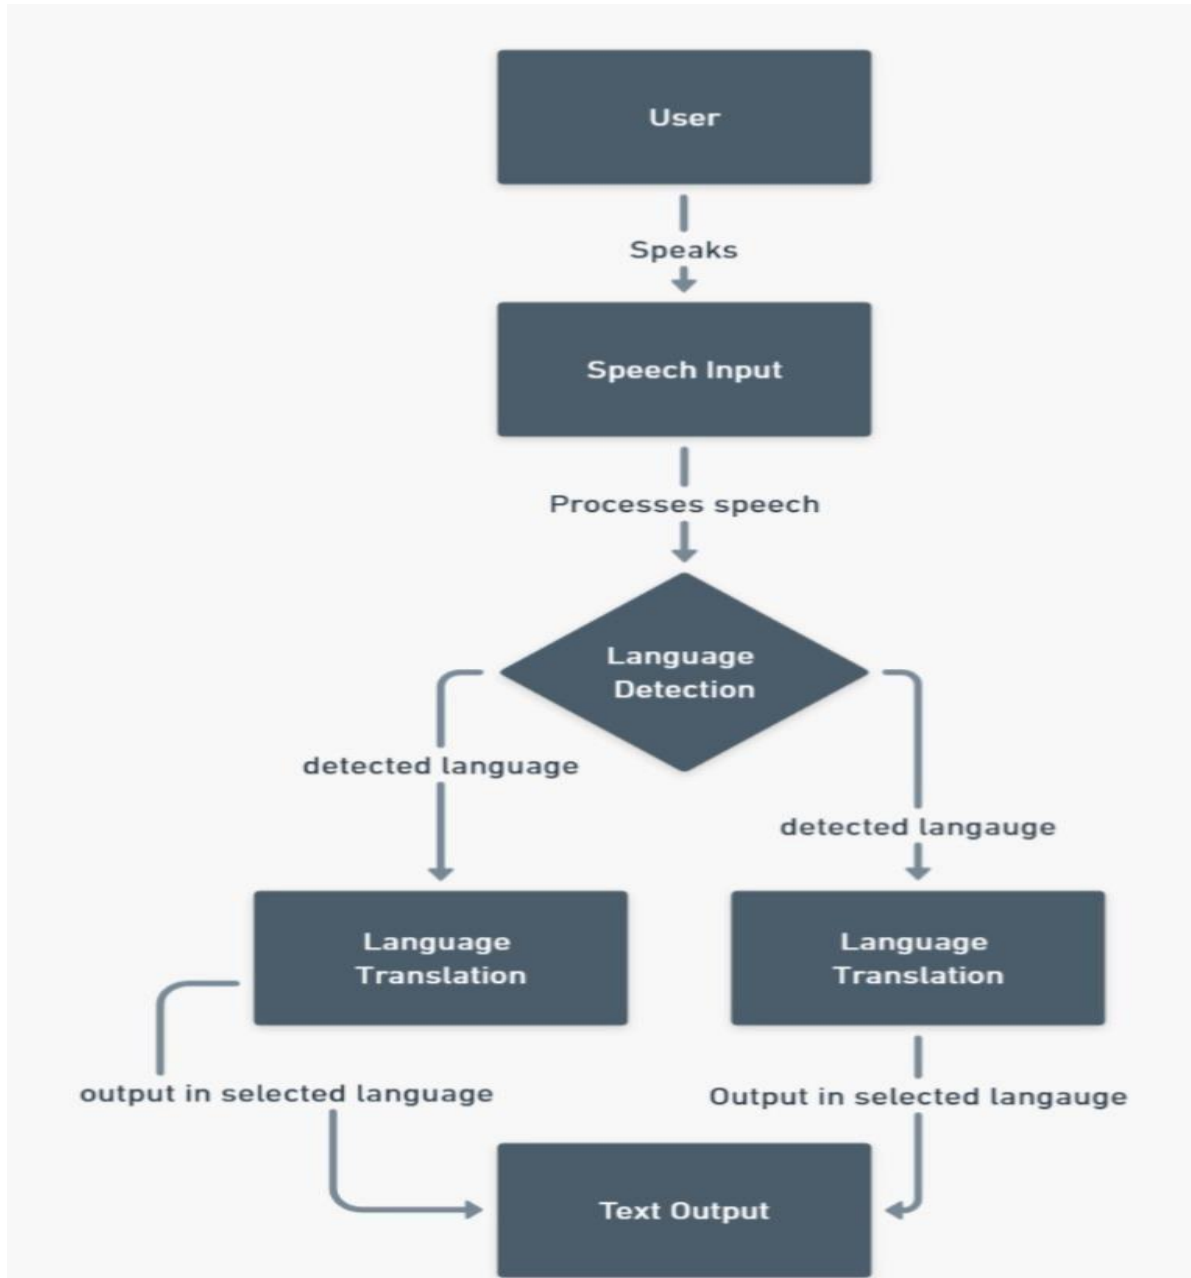 User
Speaks
Speech Input
Processes speech
Language
Detection
detected language
detected langauge
Language
Translation
Language
Translation
output in selected language
Output in selected langauge
Text Output